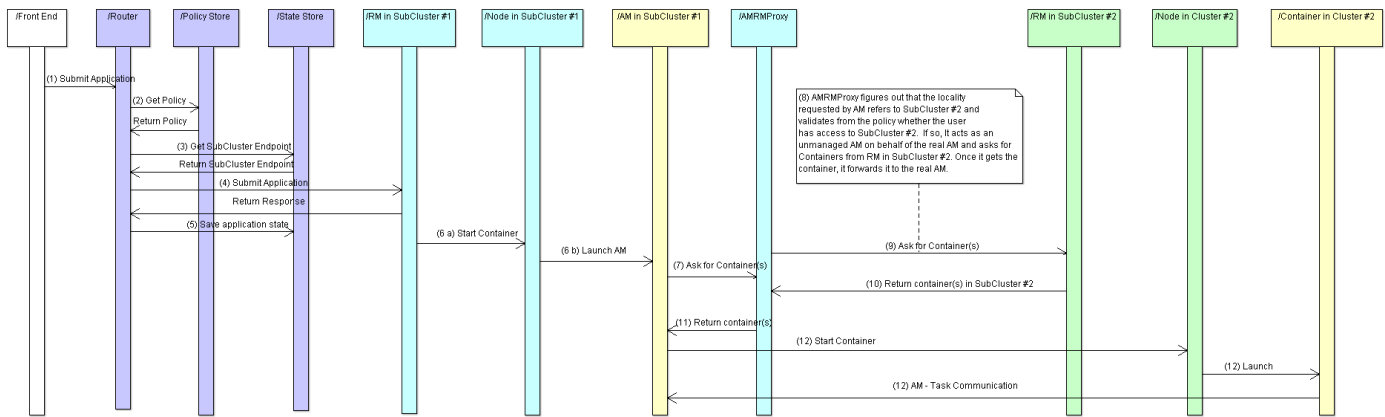 /Front End
/Router
/Policy Store
/State Store
/RM in SubCluster #1
/Node in SubCluster #1
/AM in SubCluster #1
/AMRMProxy
/RM in SubCluster #2
/Node in Cluster #2
/Container in Cluster #2
(1) Submit Application
(2) Get Policy
Return Policy
(3) Get SubCluster Endpoint
Return SubCluster Endpoint
(4) Submit Application
Return Response
(5) Save application state
(6 a) Start Container
(6 b) Launch AM
(7) Ask for Container(s)
(8) AMRMProxy figures out that the locality
requested by AM refers to SubCluster #2 and
validates from the policy whether the user
has access to SubCluster #2. If so, It acts as an
unmanaged AM on behalf of the real AM and asks for
Containers from RM in SubCluster #2. Once it gets the
container, it forwards it to the real AM.
(9) Ask for Container(s)
(10) Return container(s) in SubCluster #2
(11) Return container(s)
(12) Start Container
(12) Launch
(12) AM - Task Communication